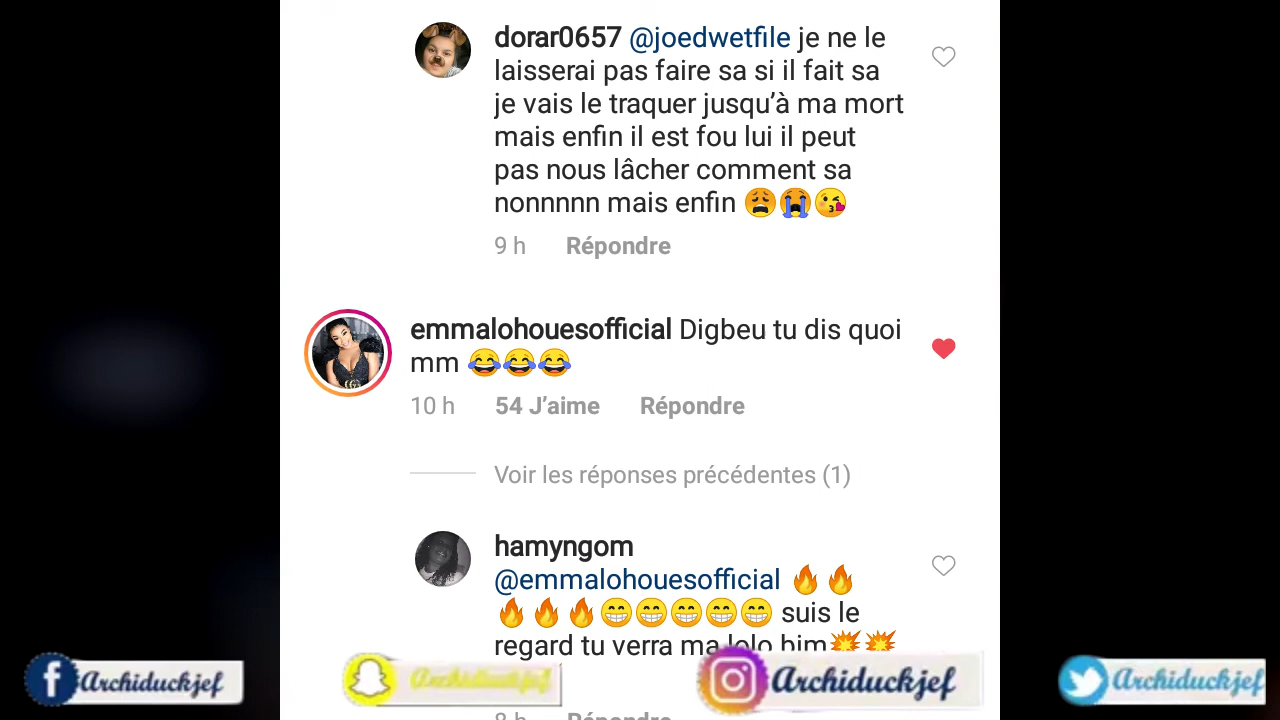 dorar0657 @joedwetfile je ne le
laisserai pas faire sa si il fait sa
je vais le traquer jusqu’à ma mort
mais enfin il est fou lui il peut
pas nous lâcher comment sa
nonnnnn mais enfin 😩😭😘
9 h Répondre
emmalohouesofficial Digbeu tu dis quoi
mm 😂😂😂
10 h 54 J’aime Répondre
Voir les réponses précédentes (1)
hamyngom
@emmalohouesofficial 🔥🔥
🔥🔥🔥😁😁😁😁😁 suis le
regard tu verra ma lolo bim💥💥
8 h Répondre
Archiduckjef Archiduckjef Archiduckjef Archiduckjef